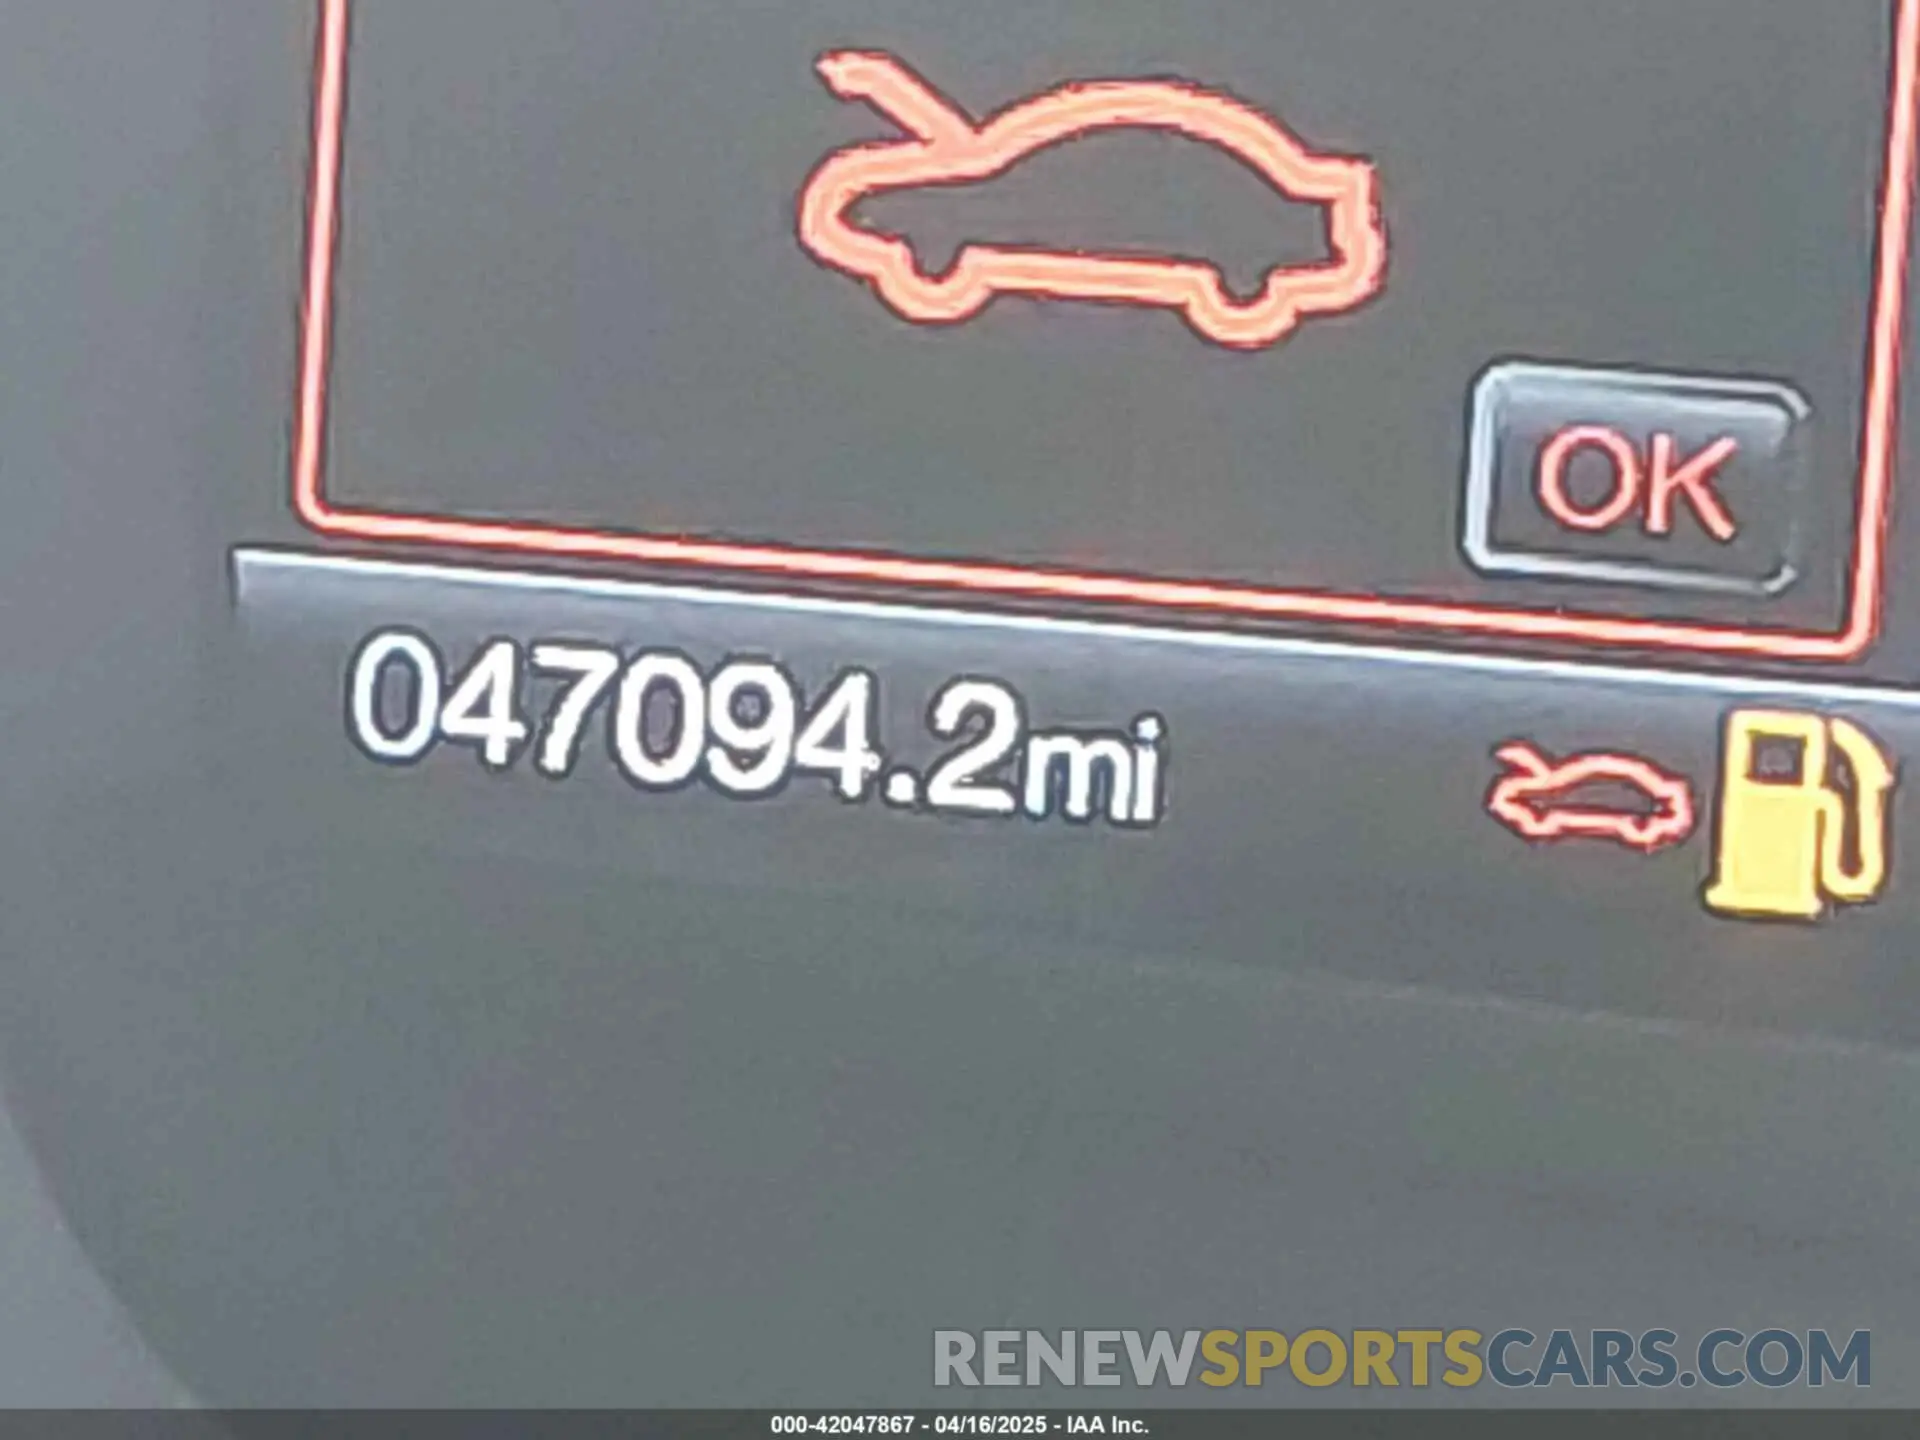 OK
047094.2mi
RENEWSPORTSCARS.COM
000-42047867 - 04/16/2025 - IAA Inc.